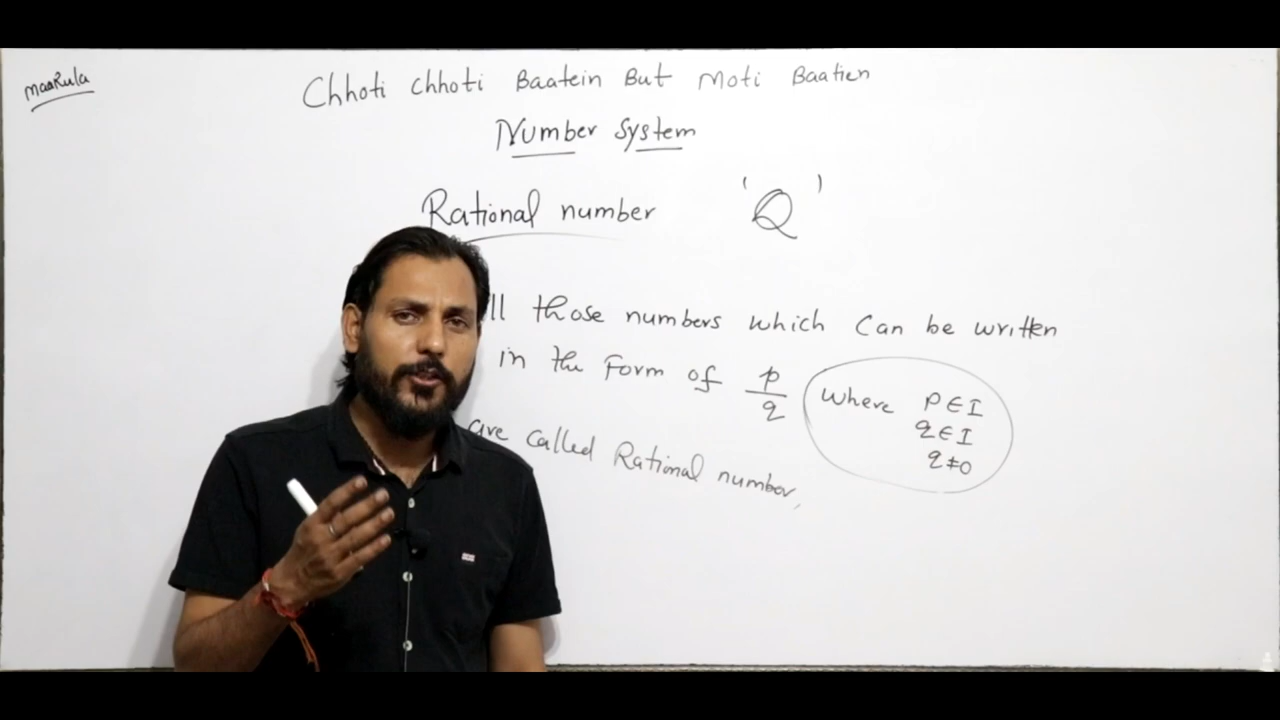 maaRula
Chhoti Chhoti Baatein But Moti Baatien
Number System
Rational number 'Q'
ll those numbers which can be written
in the form of p/q where p∈I
q∈I
q≠0
are called Rational number,